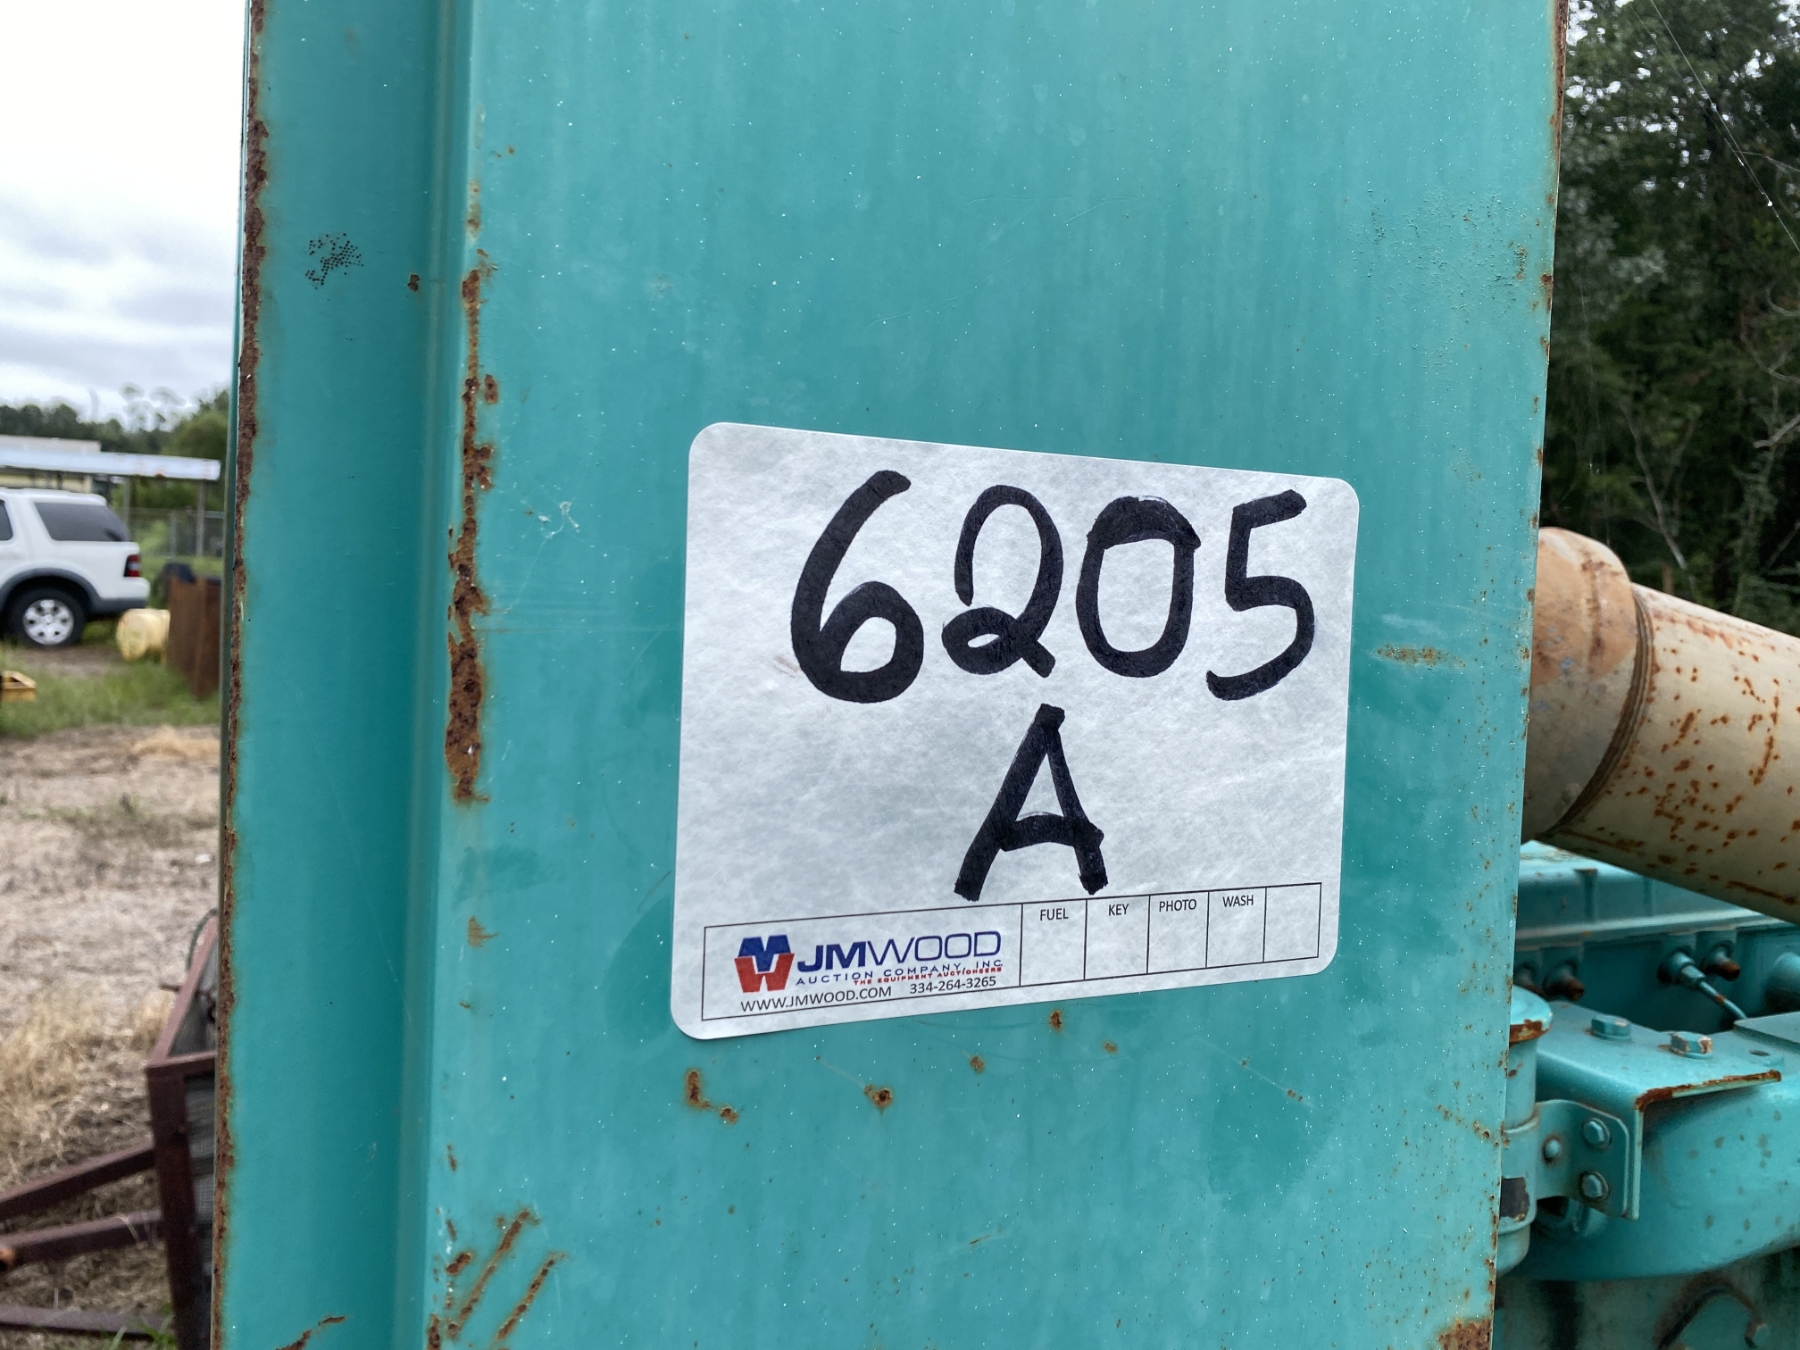 6205
A
FUEL KEY PHOTO WASH
JMWOOD
AUCTION COMPANY, INC.
THE EQUIPMENT AUCTIONEERS
WWW.JMWOOD.COM 334-264-3265